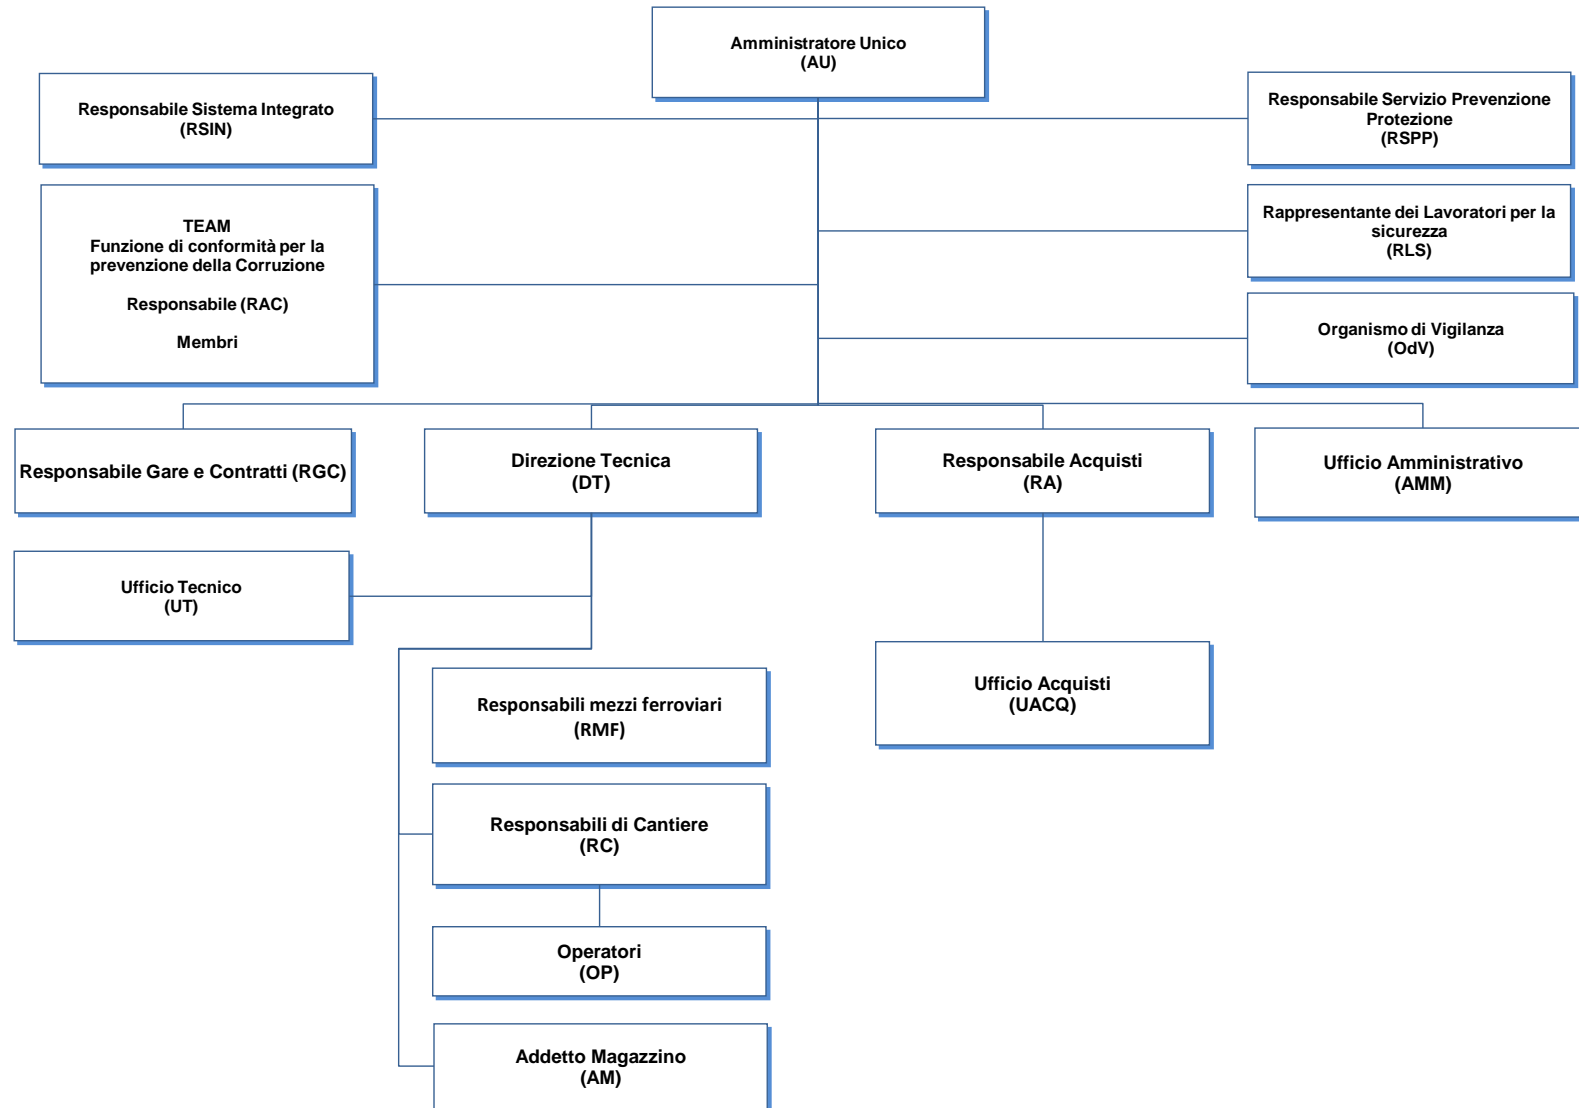 Amministratore Unico
(AU)
Responsabile Sistema Integrato
(RSIN)
Responsabile Servizio Prevenzione
Protezione
(RSPP)
TEAM
Funzione di conformità per la
prevenzione della Corruzione
Responsabile (RAC)
Membri
Rappresentante dei Lavoratori per la
sicurezza
(RLS)
Organismo di Vigilanza
(OdV)
Responsabile Gare e Contratti (RGC)
Direzione Tecnica
(DT)
Responsabile Acquisti
(RA)
Ufficio Amministrativo
(AMM)
Ufficio Tecnico
(UT)
Responsabili mezzi ferroviari
(RMF)
Ufficio Acquisti
(UACQ)
Responsabili di Cantiere
(RC)
Operatori
(OP)
Addetto Magazzino
(AM)